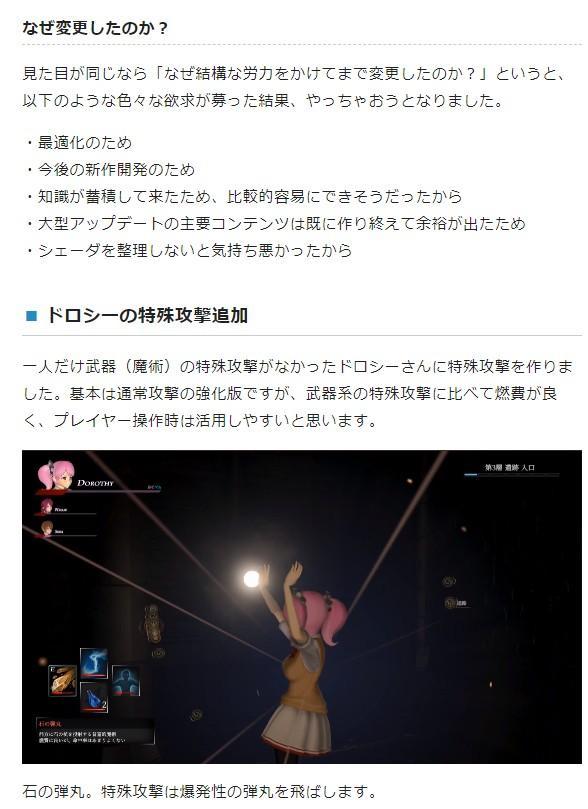 なぜ変更したのか？
見た目が同じなら「なぜ結構な労力をかけてまで変更したのか？」というと、
以下のような色々な欲求が募った結果、やっちゃおうとなりました。
・最適化のため
・今後の新作開発のため
・知識が蓄積して来たため、比較的容易にできそうだったから
・大型アップデートの主要コンテンツは既に作り終えて余裕が出たため
・シェーダを整理しないと気持ち悪かったから
■ ドロシーの特殊攻撃追加
一人だけ武器（魔術）の特殊攻撃がなかったドロシーさんに特殊攻撃を作りま
した。基本は通常攻撃の強化版ですが、武器系の特殊攻撃に比べて燃費が良
く、プレイヤー操作時は活用しやすいと思います。
DOROTHY
第3層 遺跡 入口
E
2
石の弾丸
石の弾丸。特殊攻撃は爆発性の弾丸を飛ばします。